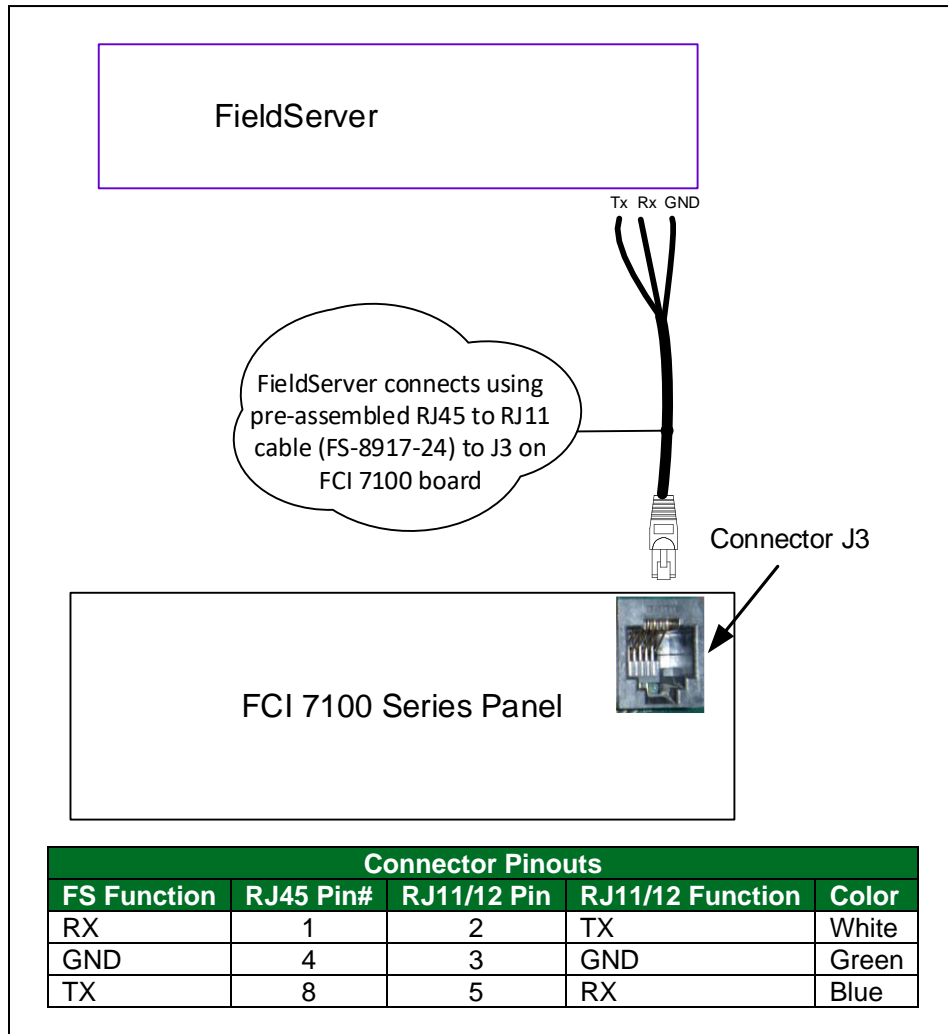 FieldServer
Tx Rx GND
FieldServer connects using
pre-assembled RJ45 to RJ11
cable (FS-8917-24) to J3 on
FCI 7100 board
Connector J3
FCI 7100 Series Panel
Connector Pinouts
FS Function RJ45 Pin# RJ11/12 Pin RJ11/12 Function Color
RX 1 2 TX White
GND 4 3 GND Green
TX 8 5 RX Blue